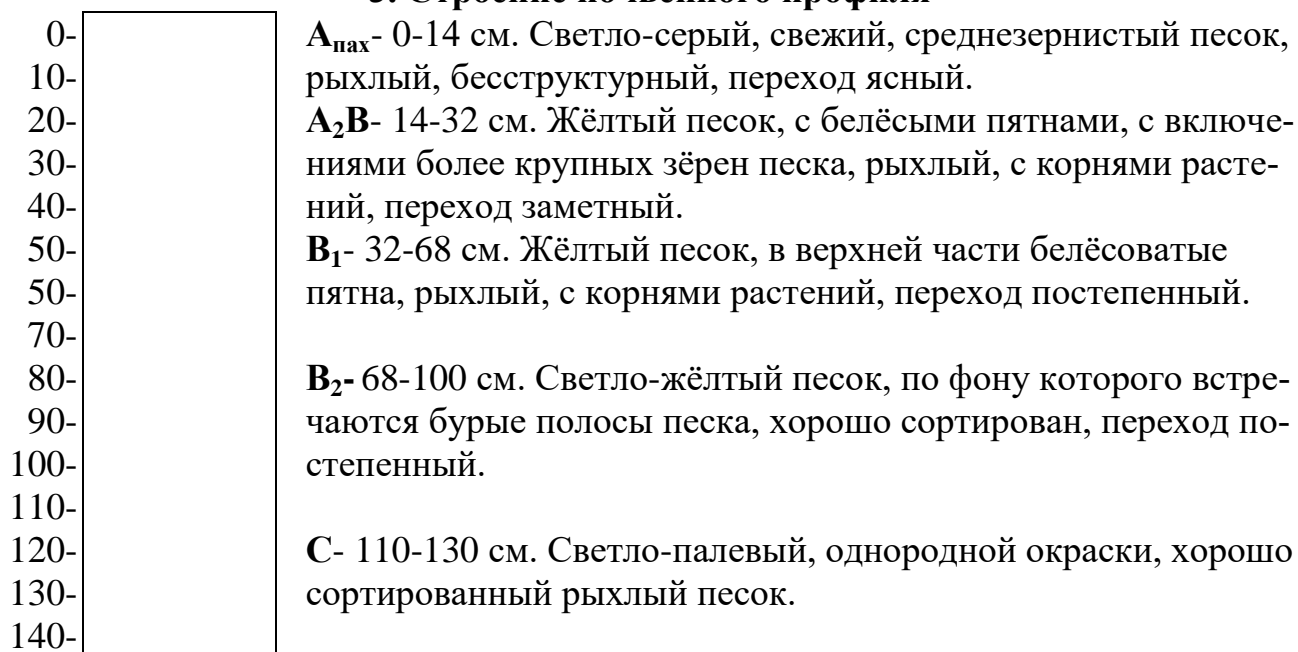 0- Aпах- 0-14 см. Светло-серый, свежий, среднезернистый песок,
10- рыхлый, бесструктурный, переход ясный.
20- A2B- 14-32 см. Жёлтый песок, с белёсыми пятнами, с включе-
30- ниями более крупных зёрен песка, рыхлый, с корнями расте-
40- ний, переход заметный.
50- B1- 32-68 см. Жёлтый песок, в верхней части белёсоватые
50- пятна, рыхлый, с корнями растений, переход постепенный.
70-
80- B2- 68-100 см. Светло-жёлтый песок, по фону которого встре-
90- чаются бурые полосы песка, хорошо сортирован, переход по-
100- степенный.
110-
120- C- 110-130 см. Светло-палевый, однородной окраски, хорошо
130- сортированный рыхлый песок.
140-